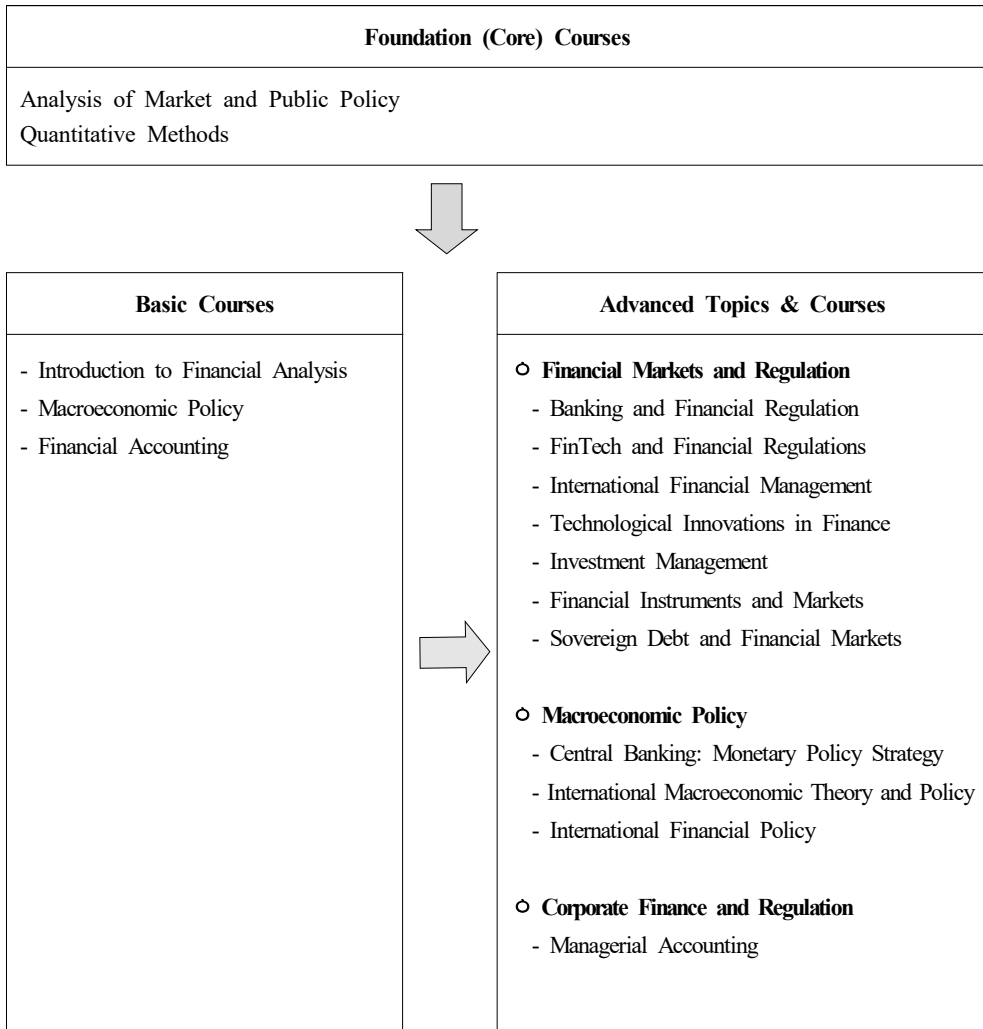 Foundation (Core) Courses
Analysis of Market and Public Policy
Quantitative Methods
Basic Courses
- Introduction to Financial Analysis
- Macroeconomic Policy
- Financial Accounting
Advanced Topics & Courses
o Financial Markets and Regulation
- Banking and Financial Regulation
- FinTech and Financial Regulations
- International Financial Management
- Technological Innovations in Finance
- Investment Management
- Financial Instruments and Markets
- Sovereign Debt and Financial Markets
o Macroeconomic Policy
- Central Banking: Monetary Policy Strategy
- International Macroeconomic Theory and Policy
- International Financial Policy
o Corporate Finance and Regulation
- Managerial Accounting